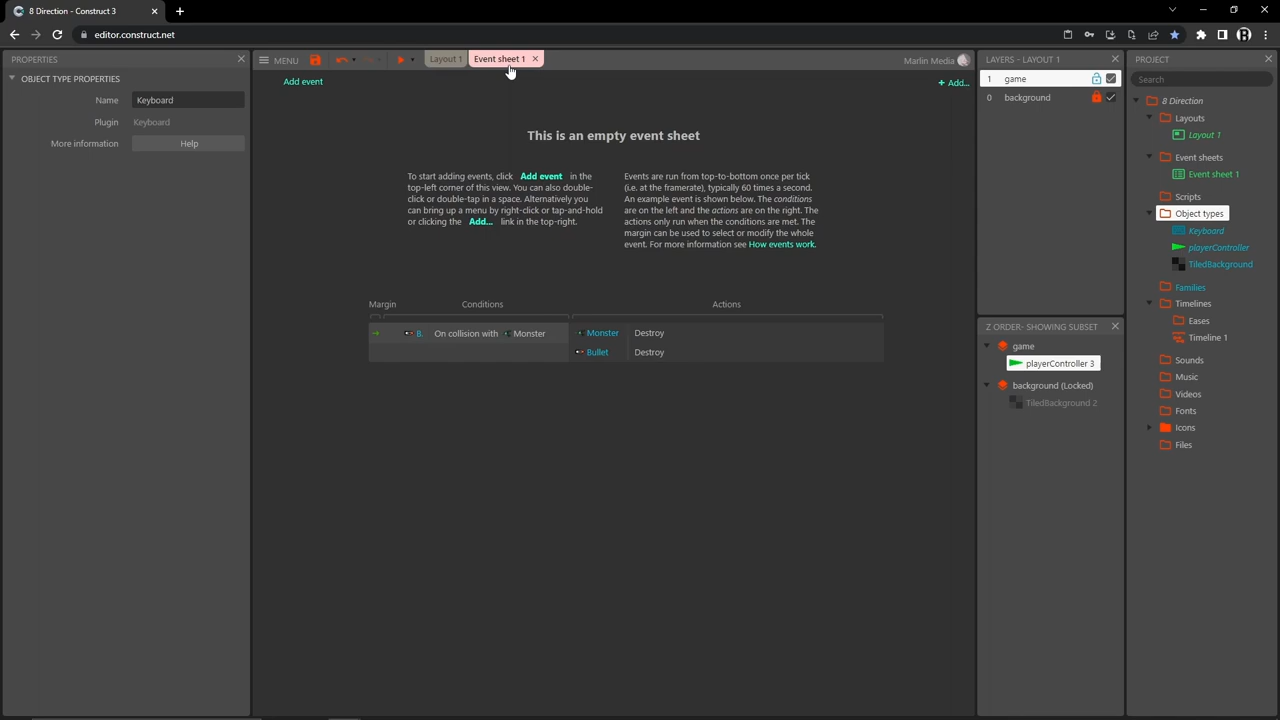 8 Direction - Construct 3
editor.construct.net
PROPERTIES
OBJECT TYPE PROPERTIES
Name Keyboard
Plugin Keyboard
More information Help
MENU
Layout 1
Event sheet 1
Marlin Media
Add event
+ Add...
This is an empty event sheet
To start adding events, click Add event in the
top-left corner of this view. You can also double-
click or double-tap in a space. Alternatively you
can bring up a menu by right-click or tap-and-hold
or clicking the Add... link in the top-right.
Events are run from top-to-bottom once per tick
(i.e. at the framerate), typically 60 times a second.
An example event is shown below. The conditions
are on the left and the actions are on the right. The
actions only run when the conditions are met. The
margin can be used to select or modify the whole
event. For more information see How events work.
Margin Conditions Actions
B. On collision with Monster Monster Destroy
Bullet Destroy
LAYERS - LAYOUT 1
1 game
0 background
Z ORDER- SHOWING SUBSET
game
playerController 3
background (Locked)
TiledBackground 2
PROJECT
Search
8 Direction
Layouts
Layout 1
Event sheets
Event sheet 1
Scripts
Object types
Keyboard
playerController
TiledBackground
Families
Timelines
Eases
Timeline 1
Sounds
Music
Videos
Fonts
Icons
Files